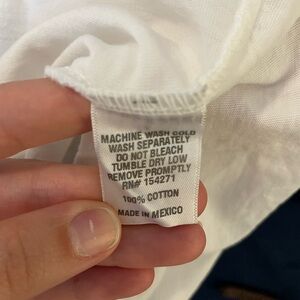 MACHINE WASH COLD
WASH SEPARATELY
DO NOT BLEACH
TUMBLE DRY LOW
REMOVE PROMPTLY
RN# 154271
100% COTTON
MADE IN MEXICO